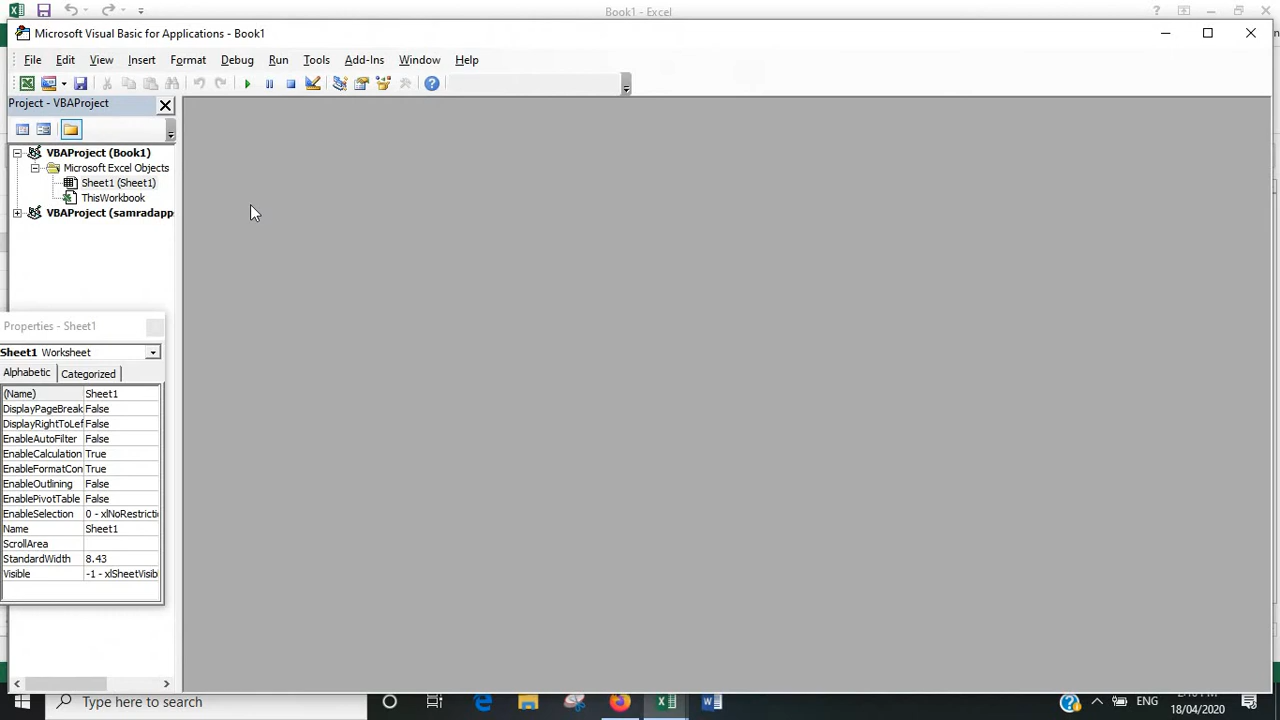 Book1 - Excel
Microsoft Visual Basic for Applications - Book1
File Edit View Insert Format Debug Run Tools Add-Ins Window Help
Project - VBAProject
VBAProject (Book1)
Microsoft Excel Objects
Sheet1 (Sheet1)
ThisWorkbook
VBAProject (samradapp
Properties - Sheet1
Sheet1 Worksheet
Alphabetic Categorized
(Name) Sheet1
DisplayPageBreak False
DisplayRightToLef False
EnableAutoFilter False
EnableCalculation True
EnableFormatCon True
EnableOutlining False
EnablePivotTable False
EnableSelection 0 - xlNoRestricti
Name Sheet1
ScrollArea
StandardWidth 8.43
Visible -1 - xlSheetVisib
Type here to search
ENG
18/04/2020